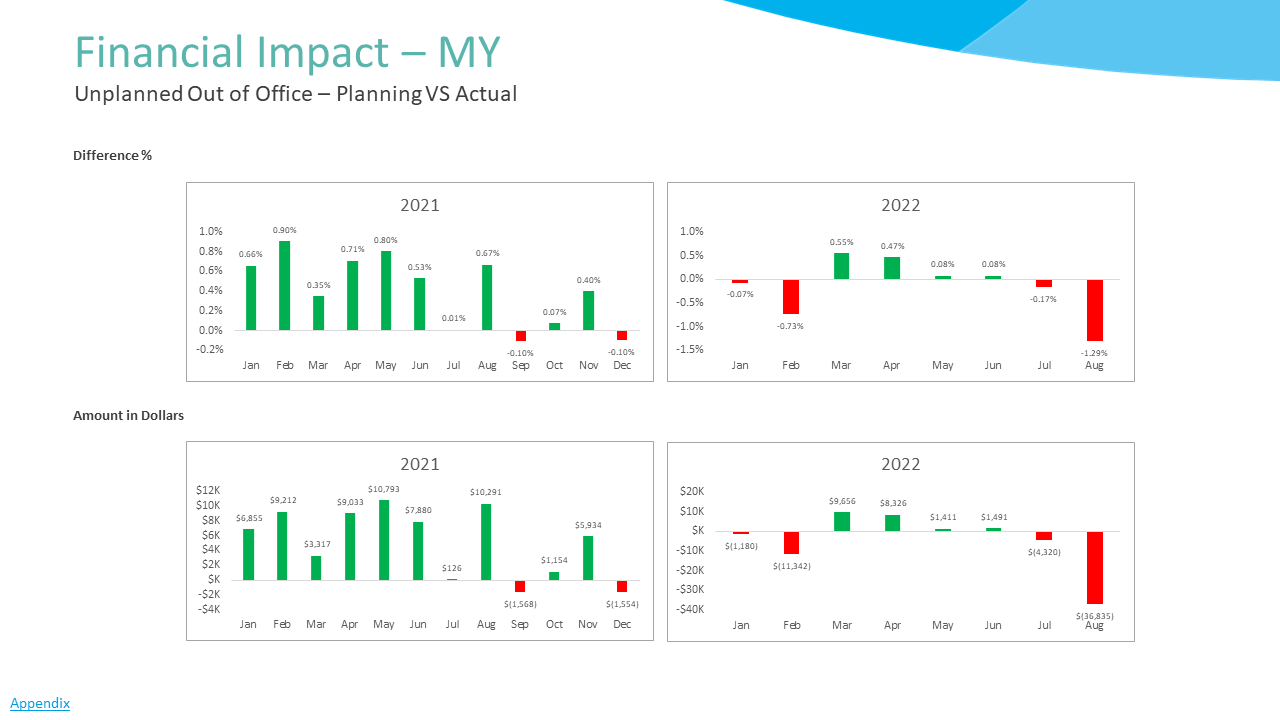 Financial Impact – MY
Unplanned Out of Office – Planning VS Actual
Difference %
2021
1.0%
0.8%
0.6%
0.4%
0.2%
0.0%
-0.2%
0.66%
0.90%
0.35%
0.71%
0.80%
0.53%
0.01%
0.67%
-0.10%
0.07%
0.40%
-0.10%
Jan Feb Mar Apr May Jun Jul Aug Sep Oct Nov Dec
2022
1.0%
0.5%
0.0%
-0.5%
-1.0%
-1.5%
-0.07%
-0.73%
0.55%
0.47%
0.08%
0.08%
-0.17%
-1.29%
Jan Feb Mar Apr May Jun Jul Aug
Amount in Dollars
2021
$12K
$10K
$8K
$6K
$4K
$2K
$K
-$2K
-$4K
$6,855
$9,212
$3,317
$9,033
$10,793
$7,880
$126
$10,291
$(1,568)
$1,154
$5,934
$(1,554)
Jan Feb Mar Apr May Jun Jul Aug Sep Oct Nov Dec
2022
$20K
$10K
$K
-$10K
-$20K
-$30K
-$40K
$(1,180)
$(11,342)
$9,656
$8,326
$1,411
$1,491
$(4,320)
$(36,835)
Jan Feb Mar Apr May Jun Jul Aug
Appendix